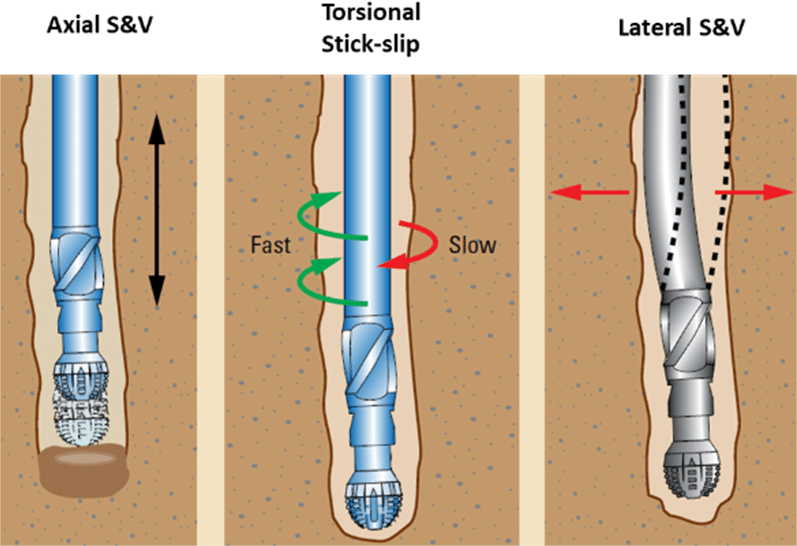 Axial S&V
Torsional
Stick-slip
Lateral S&V
Fast
Slow